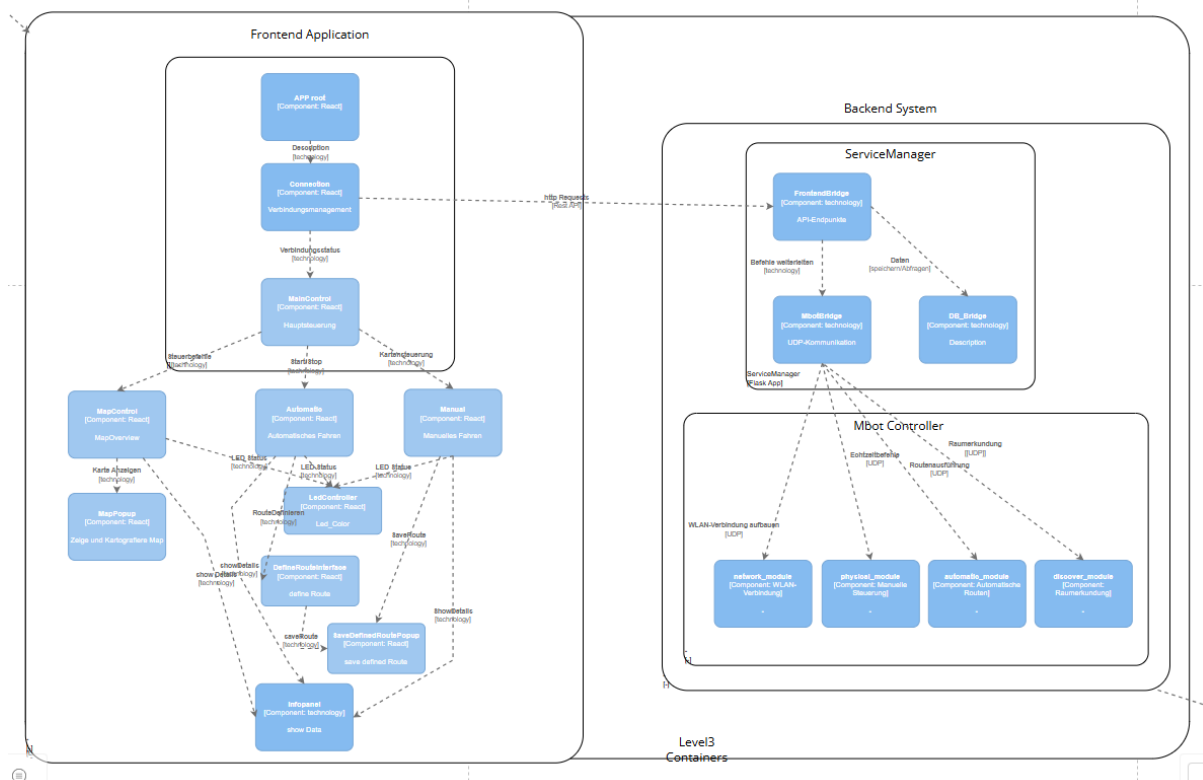 Frontend Application
APP root
[Component: React]
Description
[technology]
Connection
[Component: React]
Verbindungsmanagement
Verbindungsstatus
[technology]
MainControl
[Component: React]
Hauptsteuerung
Steuerbefehle
[technology]
Start/Stop
[technology]
Kartensteuerung
[technology]
MapControl
[Component: React]
MapOverview
Automatic
[Component: React]
Automatisches Fahren
Manual
[Component: React]
Manuelles Fahren
LED Status
[technology]
LED-Status
[technology]
LED Status
[technology]
Karte Anzeigen
[technology]
MapPopup
[Component: React]
Zeige und Kartografiere Map
LedController
[Component: React]
Led_Color
RouteDefinieren
[technology]
SaveRoute
[technology]
showDetails
[technology]
show Details
[technology]
DefineRouteInterface
[Component: React]
define Route
ShowDetails
[technology]
saveRoute
[technology]
SaveDefinedRoutePopup
[Component: React]
save defined Route
Infopanel
[Component: technology]
show Data
http Requests
[Rest API]
Backend System
ServiceManager
FrontendBridge
[Component: technology]
API-Endpunkte
Befehle weiterleiten
[technology]
Daten
[speichern/Abfragen]
MbotBridge
[Component: technology]
UDP-Kommunikation
DB_Bridge
[Component: technology]
Description
ServiceManager
[Flask App]
Mbot Controller
Raumerkundung
[[UDP]]
Echtzeitbefehle
[UDP]
Routenausführung
[UDP]
WLAN-Verbindung aufbauen
[UDP]
network_module
[Component: WLAN-
Verbindung]
-
physical_module
[Component: Manuelle
Steuerung]
-
automatic_module
[Component: Automatische
Routen]
-
discover_module
[Component:
Raumerkundung]
-
Level3
Containers